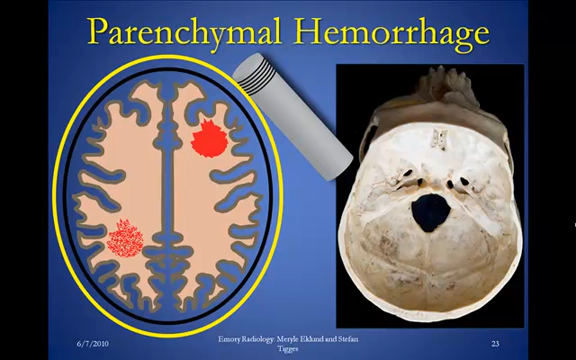 Parenchymal Hemorrhage
6/7/2010
Emory Radiology. Meryle Eklund and Stefan
Tigges
23